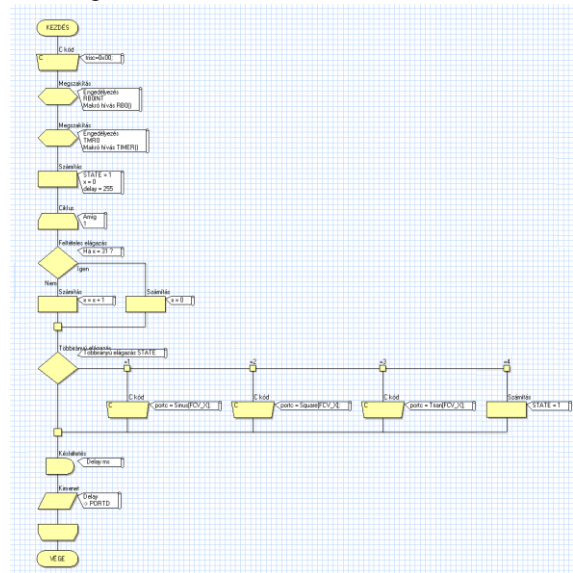 KEZDÉS
C kód
C
trisc=0x00;
Megszakítás
Engedélyezés
RB0INT
Makró hívás RB0()
Megszakítás
Engedélyezés
TMR0
Makró hívás TIMER()
Számítás
STATE = 1
x = 0
delay = 255
Ciklus
Amíg
1
Feltételes elágazás
Ha x = 31 ?
Igen
Nem
Számítás
x = x + 1
Számítás
x = 0
Többirányú elágazás
Többirányú elágazás STATE
=1
=2
=3
=4
C kód
C
portc = Sinus[FCV_X];
C kód
C
portc = Square[FCV_X];
C kód
C
portc = Trian[FCV_X];
Számítás
STATE = 1
Késleltetés
Delay ms
Kimenet
Delay
-> PORTD
VÉGE